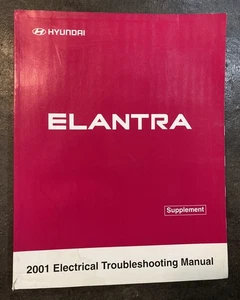 HYUNDAI
ELANTRA
Supplement
2001 Electrical Troubleshooting Manual